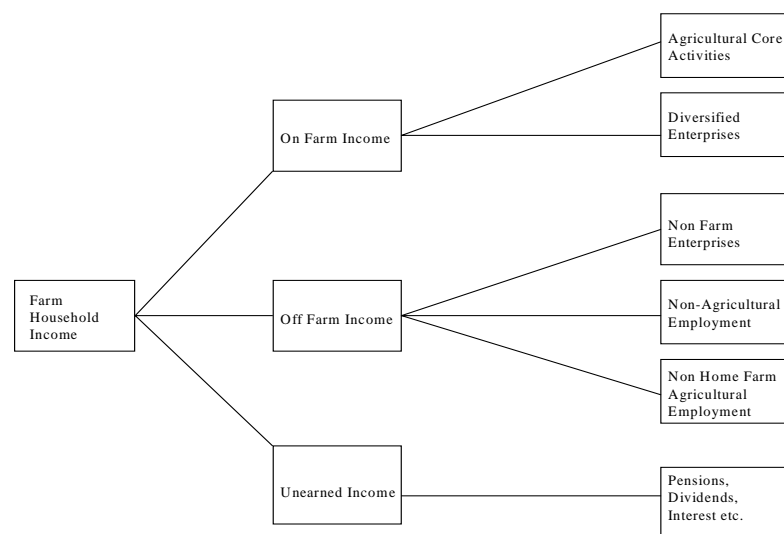 Agricultural Core
Activities
On Farm Income
Diversified
Enterprises
Non Farm
Enterprises
Farm
Household
Income
Off Farm Income
Non-Agricultural
Employment
Non Home Farm
Agricultural
Employment
Unearned Income
Pensions,
Dividends,
Interest etc.